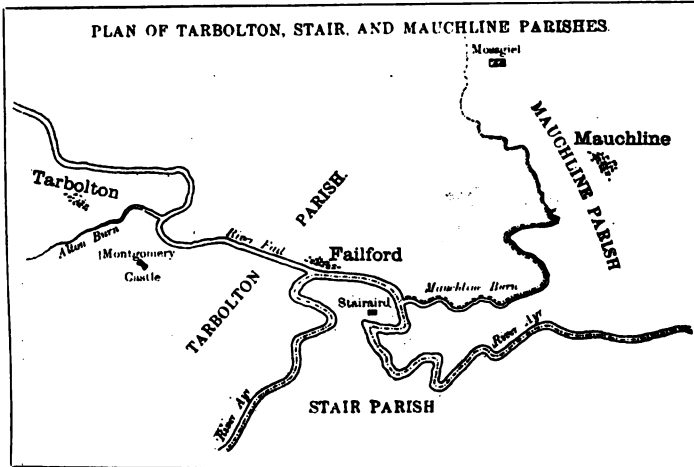 PLAN OF TARBOLTON, STAIR, AND MAUCHLINE PARISHES.
Mossgiel
MAUCHLINE PARISH
Mauchline
Tarbolton
PARISH.
Afton Burn
River Fail
Failford
Montgomery
Castle
Mauchline Burn
Stairaird
TARBOLTON
River Ayr
STAIR PARISH
River Ayr